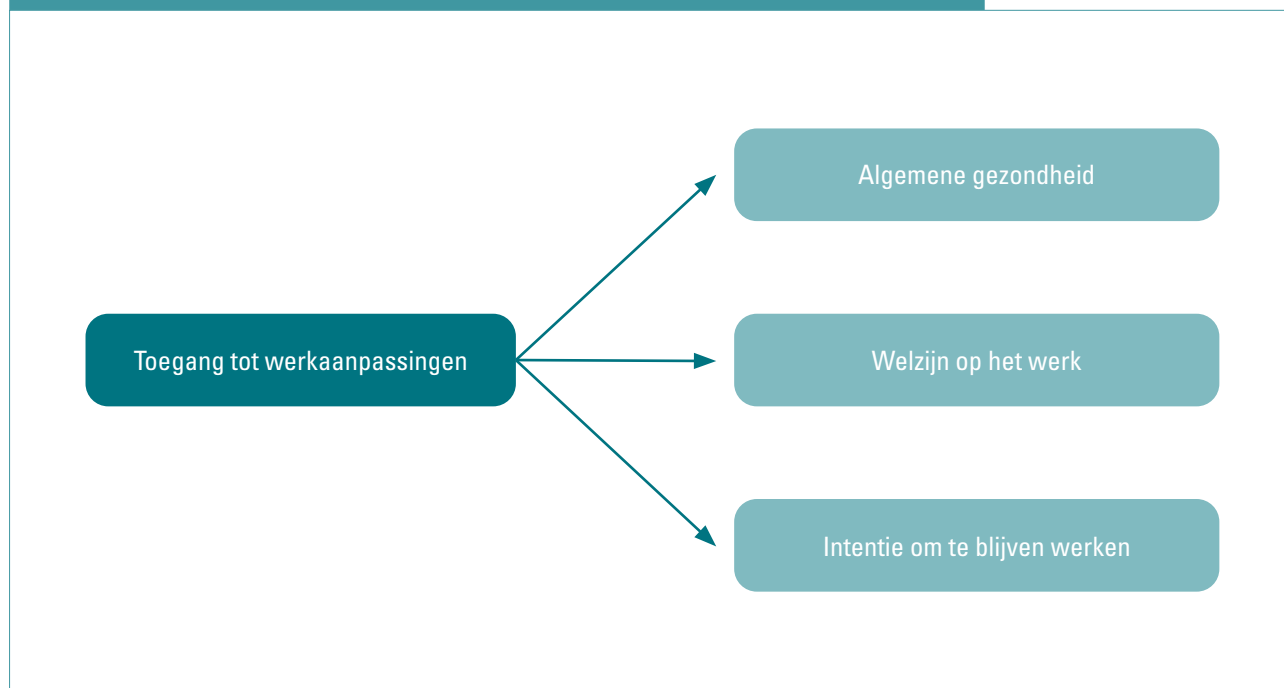 Algemene gezondheid
Toegang tot werkaanpassingen
Welzijn op het werk
Intentie om te blijven werken